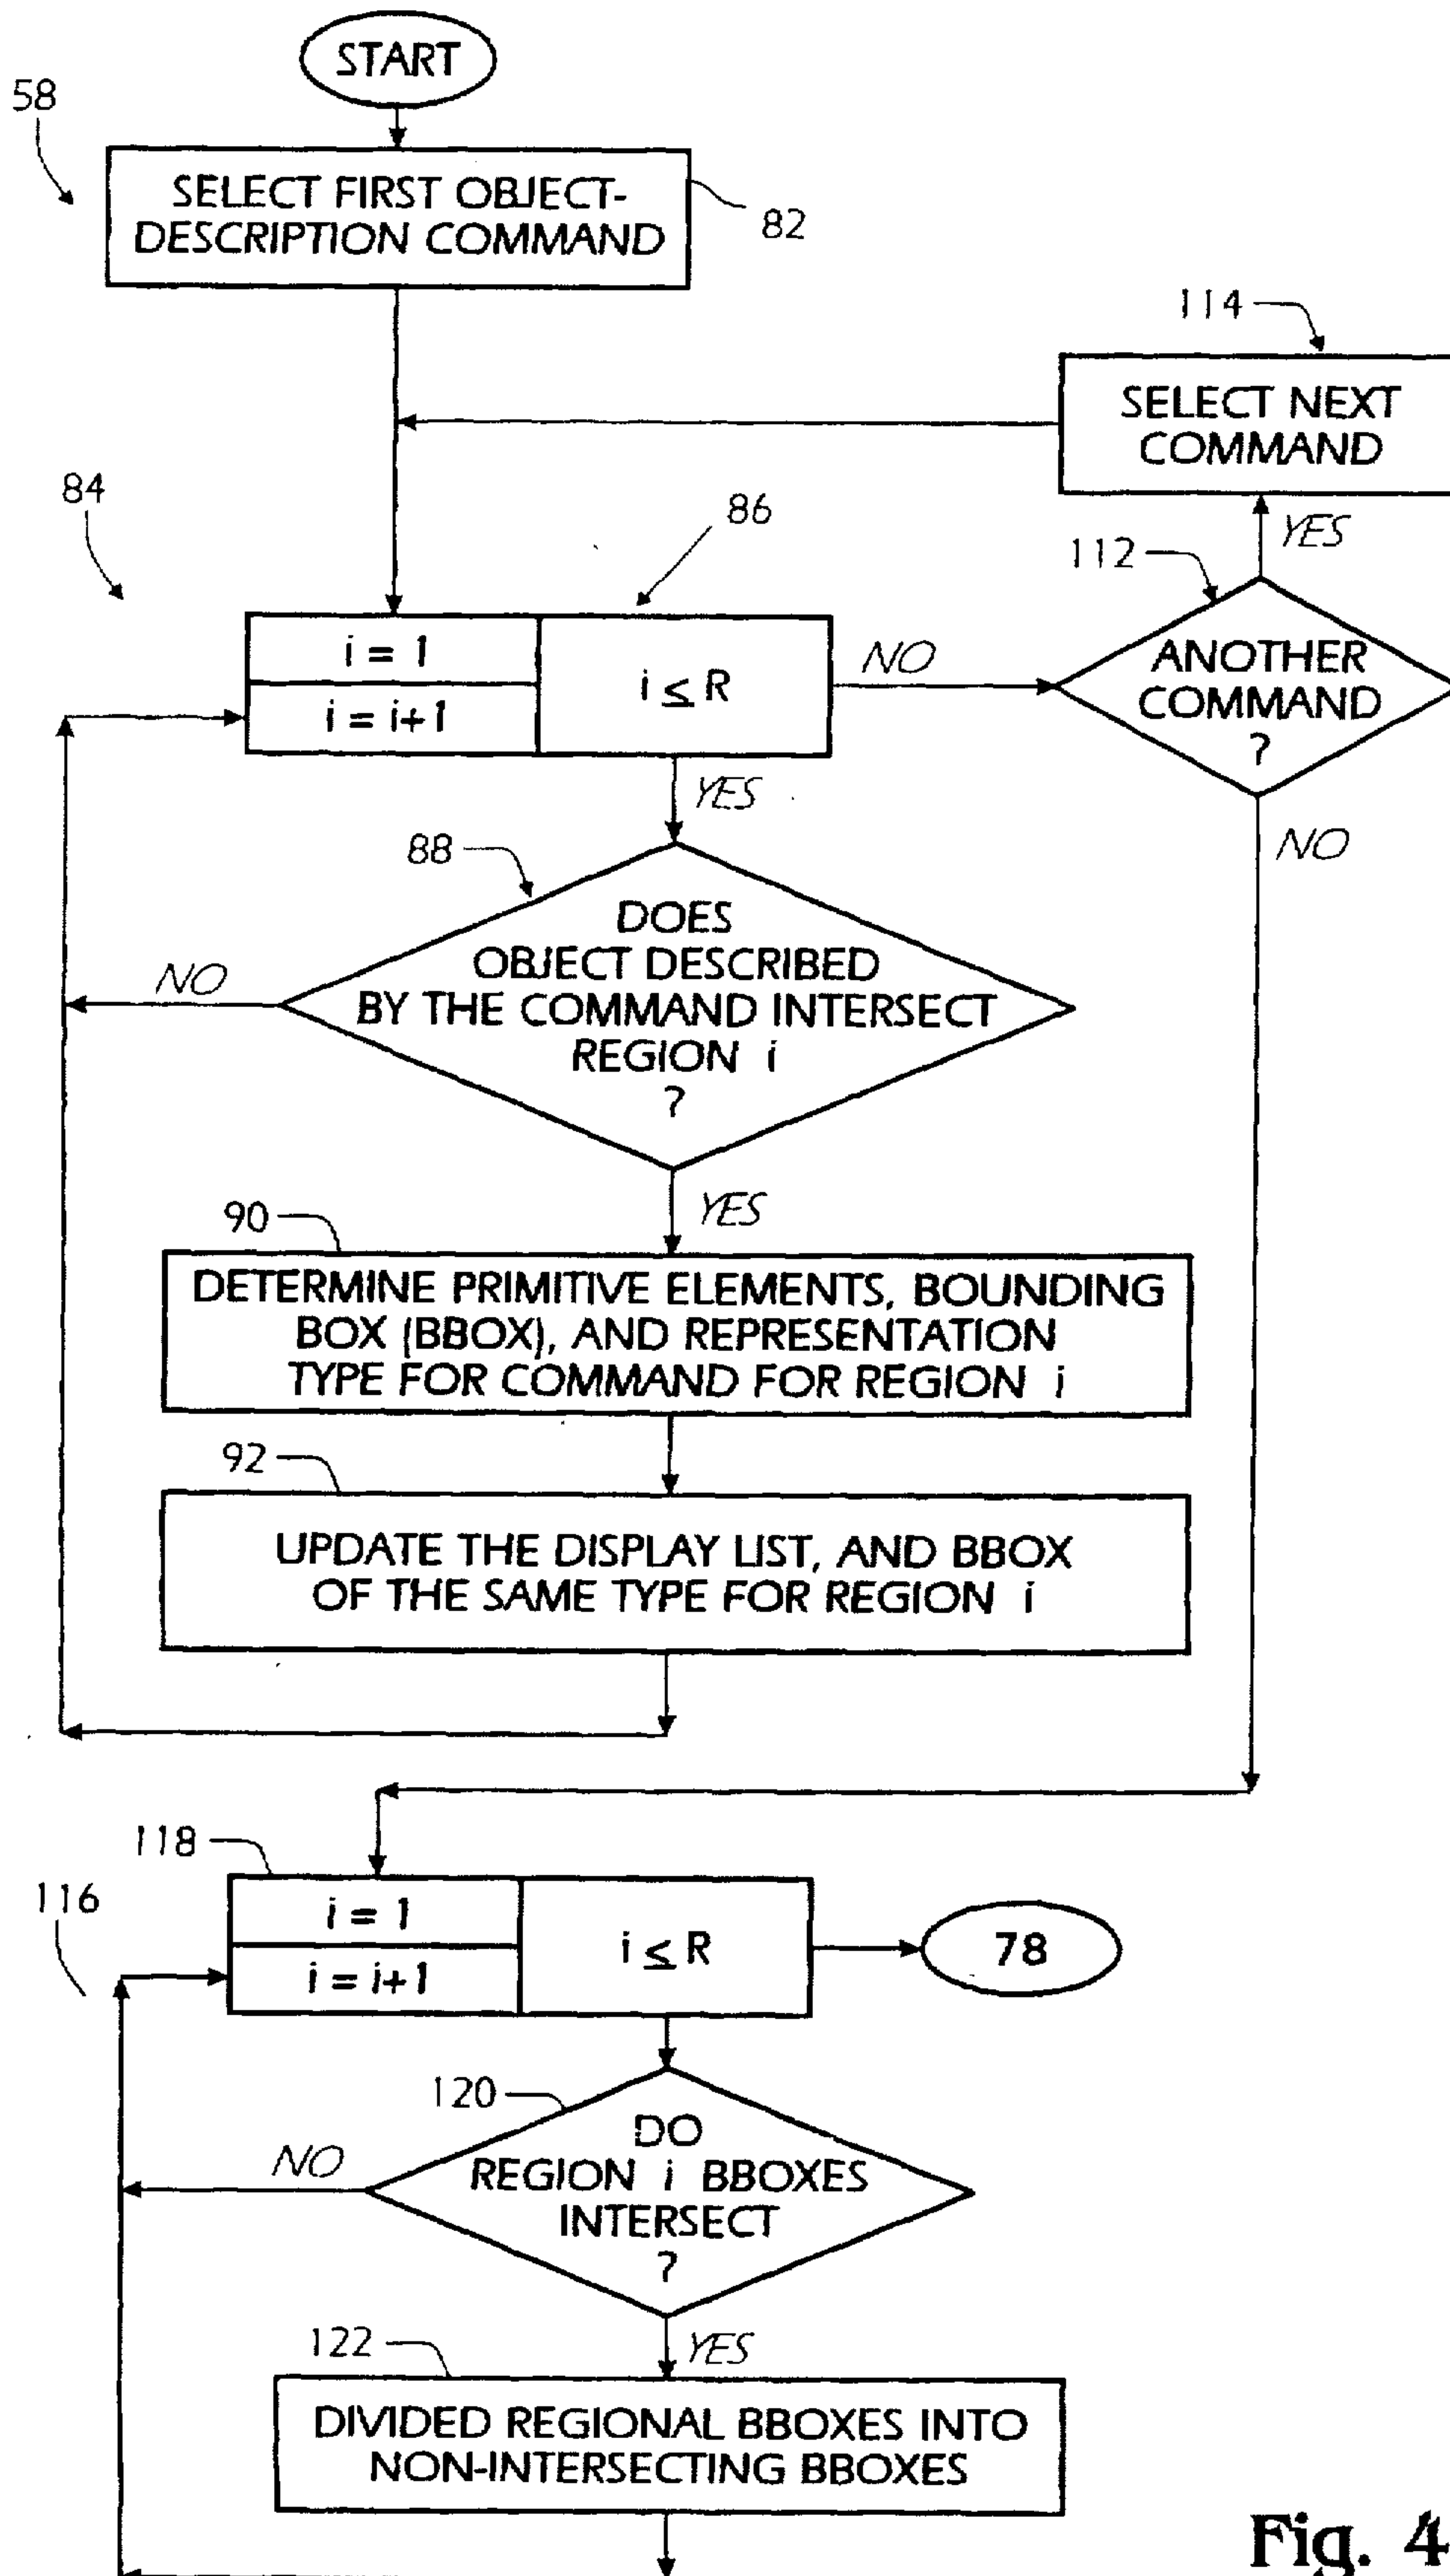 START
58
SELECT FIRST OBJECT-
DESCRIPTION COMMAND
82
114
SELECT NEXT
COMMAND
84
86
112
YES
i = 1
i = i+1
i ≤ R
NO
ANOTHER
COMMAND
?
YES
NO
88
DOES
OBJECT DESCRIBED
BY THE COMMAND INTERSECT
REGION i
?
NO
YES
90
DETERMINE PRIMITIVE ELEMENTS, BOUNDING
BOX (BBOX), AND REPRESENTATION
TYPE FOR COMMAND FOR REGION i
92
UPDATE THE DISPLAY LIST, AND BBOX
OF THE SAME TYPE FOR REGION i
118
116
i = 1
i = i+1
i ≤ R
78
120
DO
REGION i BBOXES
INTERSECT
?
NO
YES
122
DIVIDED REGIONAL BBOXES INTO
NON-INTERSECTING BBOXES
Fig. 4